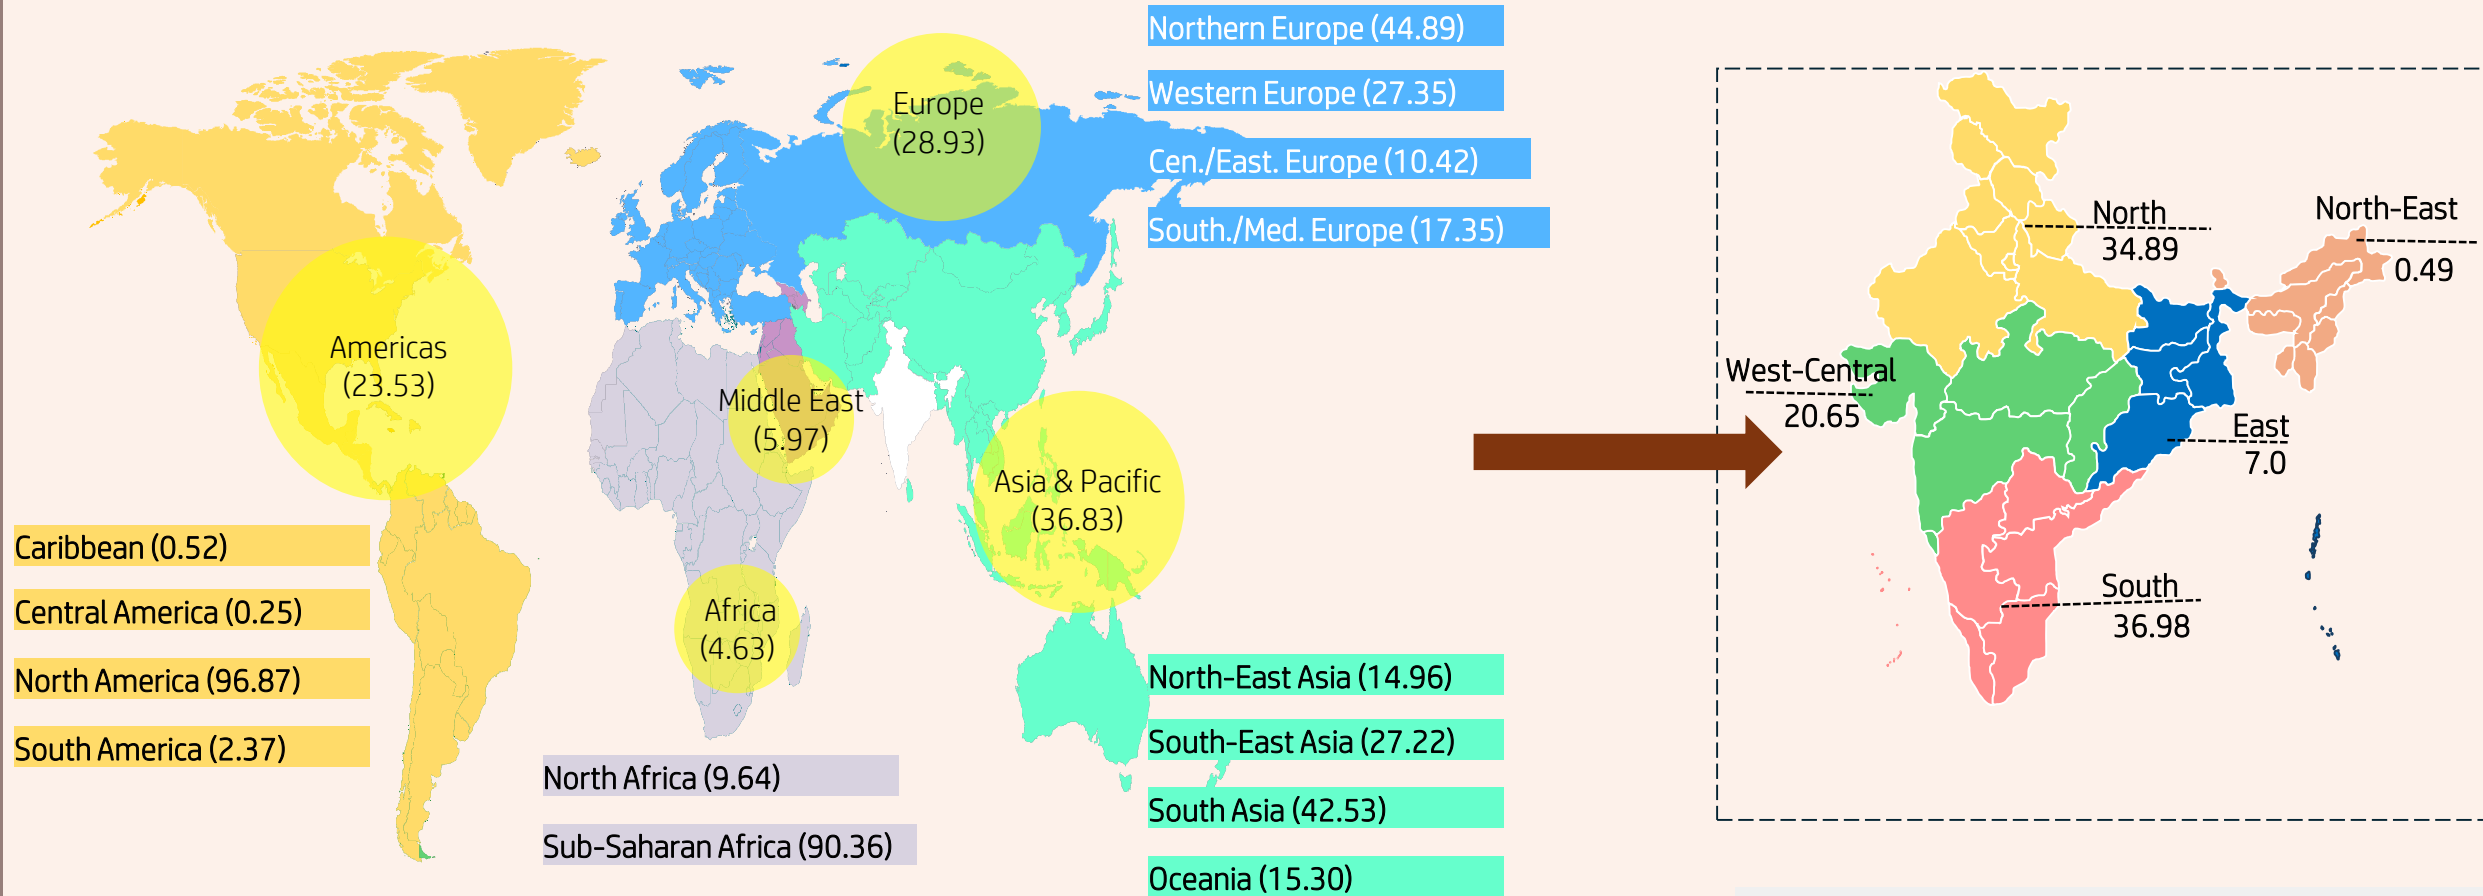 Northern Europe (44.89)
Western Europe (27.35)
Cen./East. Europe (10.42)
South./Med. Europe (17.35)
Europe
(28.93)
Americas
(23.53)
Middle East
(5.97)
Asia & Pacific
(36.83)
Africa
(4.63)
Caribbean (0.52)
Central America (0.25)
North America (96.87)
South America (2.37)
North Africa (9.64)
Sub-Saharan Africa (90.36)
North-East Asia (14.96)
South-East Asia (27.22)
South Asia (42.53)
Oceania (15.30)
North
34.89
North-East
0.49
West-Central
20.65
East
7.0
South
36.98